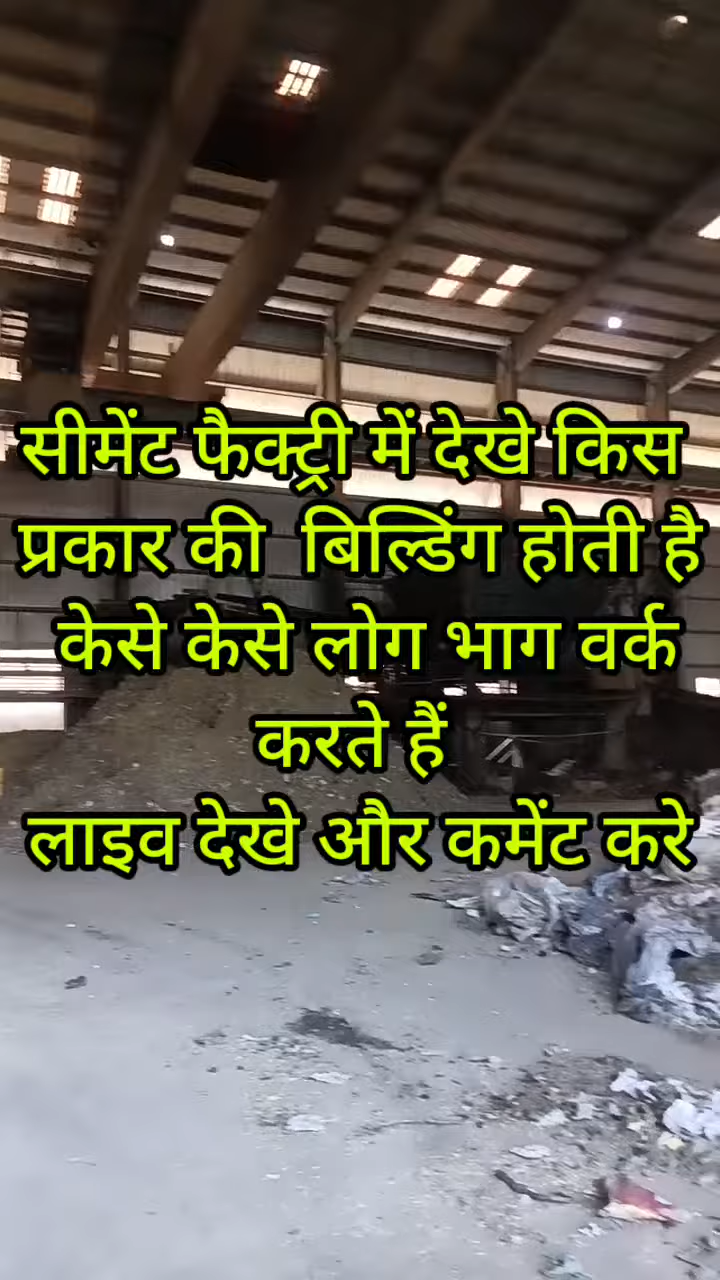 सीमेंट फैक्ट्री में देखे किस
प्रकार की बिल्डिंग होती है
केसे केसे लोग भाग वर्क
करते हैं
लाइव देखे और कमेंट करे